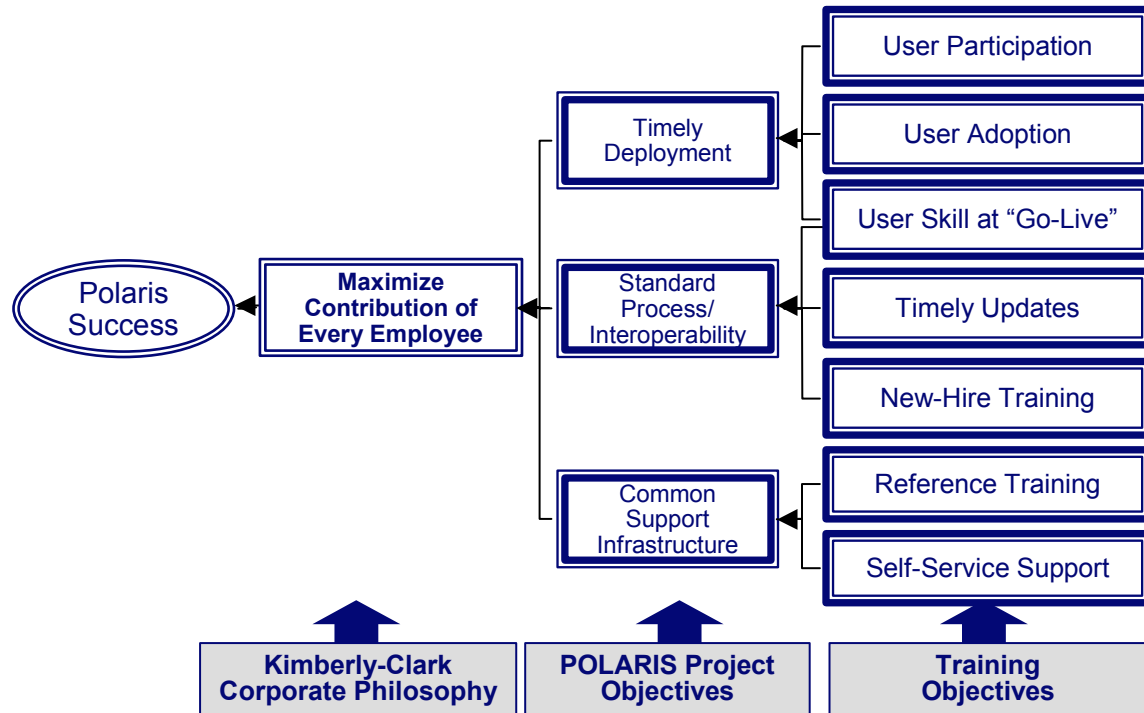 User Participation
Timely
Deployment
User Adoption
User Skill at “Go-Live”
Polaris
Success
Maximize
Contribution of
Every Employee
Standard
Process/
Interoperability
Timely Updates
New-Hire Training
Common
Support
Infrastructure
Reference Training
Self-Service Support
Kimberly-Clark
Corporate Philosophy
POLARIS Project
Objectives
Training
Objectives